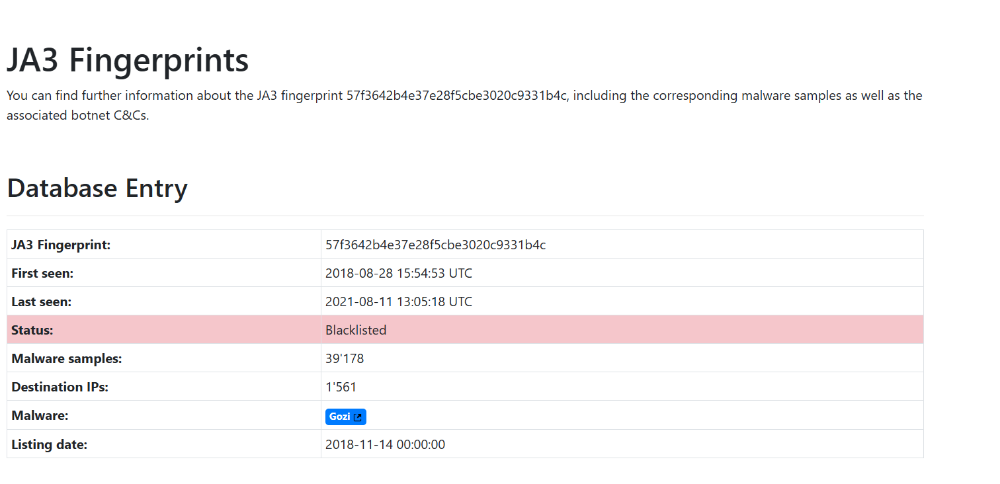 JA3 Fingerprints
You can find further information about the JA3 fingerprint 57f3642b4e37e28f5cbe3020c9331b4c, including the corresponding malware samples as well as the
associated botnet C&Cs.
Database Entry
JA3 Fingerprint: 57f3642b4e37e28f5cbe3020c9331b4c
First seen: 2018-08-28 15:54:53 UTC
Last seen: 2021-08-11 13:05:18 UTC
Status: Blacklisted
Malware samples: 39'178
Destination IPs: 1'561
Malware: Gozi
Listing date: 2018-11-14 00:00:00